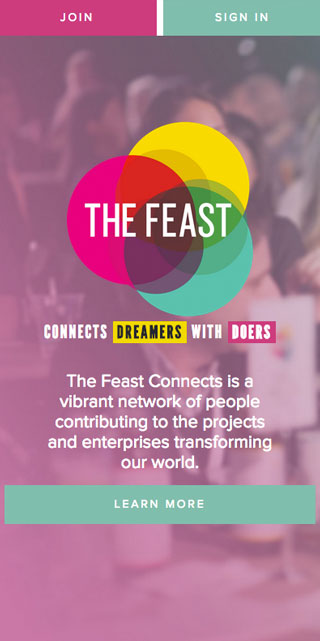 JOIN
SIGN IN
THE FEAST
CONNECTS DREAMERS WITH DOERS
The Feast Connects is a
vibrant network of people
contributing to the projects
and enterprises transforming
our world.
LEARN MORE